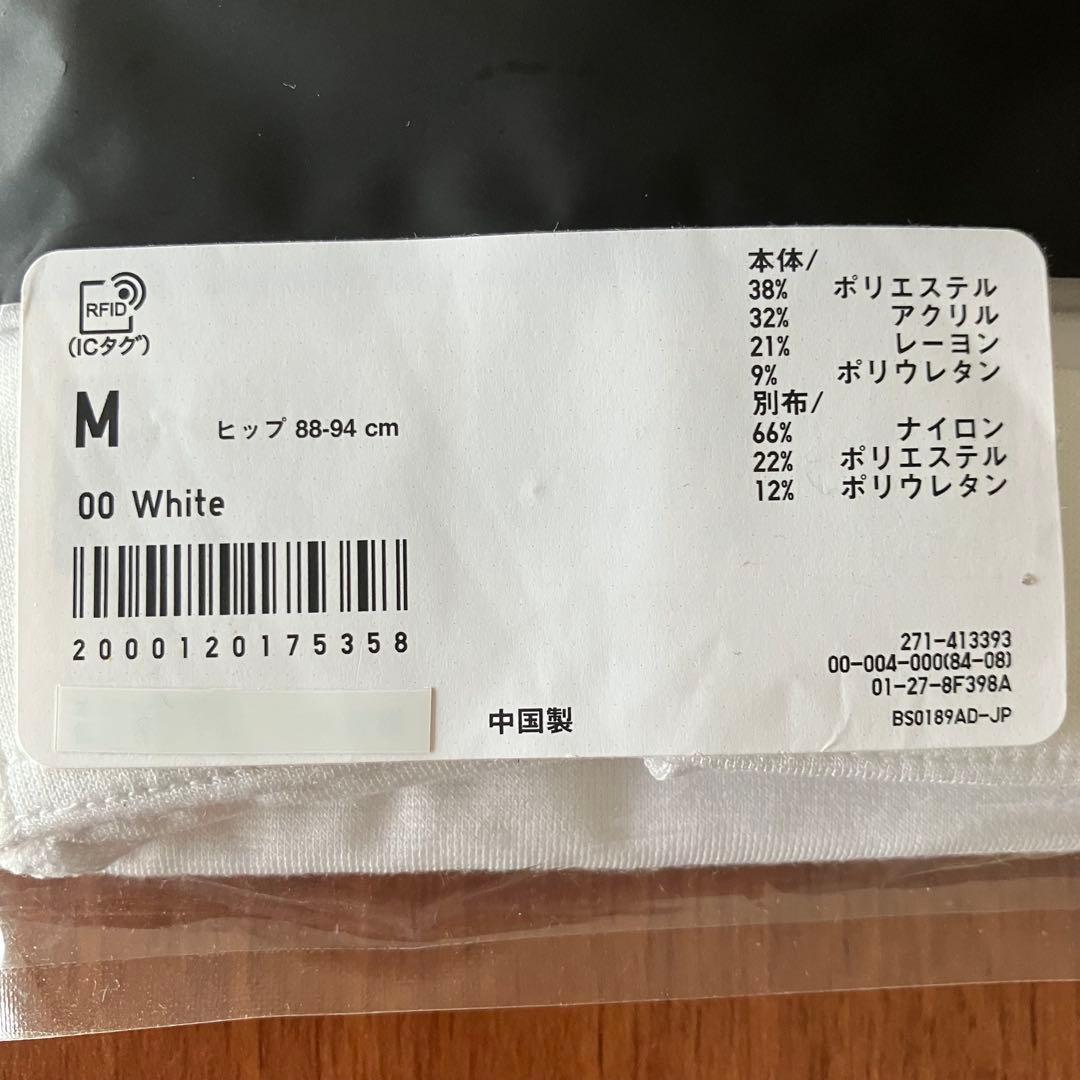 RFID
(ICタグ)
M
ヒップ 88-94 cm
00 White
2000120175358
中国製
本体/
38% ポリエステル
32% アクリル
21% レーヨン
9% ポリウレタン
別布/
66% ナイロン
22% ポリエステル
12% ポリウレタン
271-413393
00-004-000(84-08)
01-27-8F398A
BS0189AD-JP